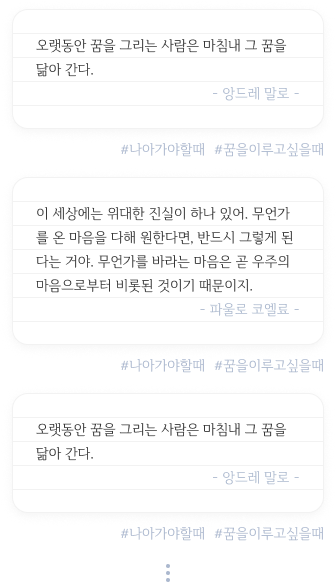 오랫동안 꿈을 그리는 사람은 마침내 그 꿈을
닮아 간다.
- 앙드레 말로 -
#나아가야할때 #꿈을이루고싶을때
이 세상에는 위대한 진실이 하나 있어. 무언가
를 온 마음을 다해 원한다면, 반드시 그렇게 된
다는 거야. 무언가를 바라는 마음은 곧 우주의
마음으로부터 비롯된 것이기 때문이지.
- 파울로 코엘료 -
#나아가야할때 #꿈을이루고싶을때
오랫동안 꿈을 그리는 사람은 마침내 그 꿈을
닮아 간다.
- 앙드레 말로 -
#나아가야할때 #꿈을이루고싶을때